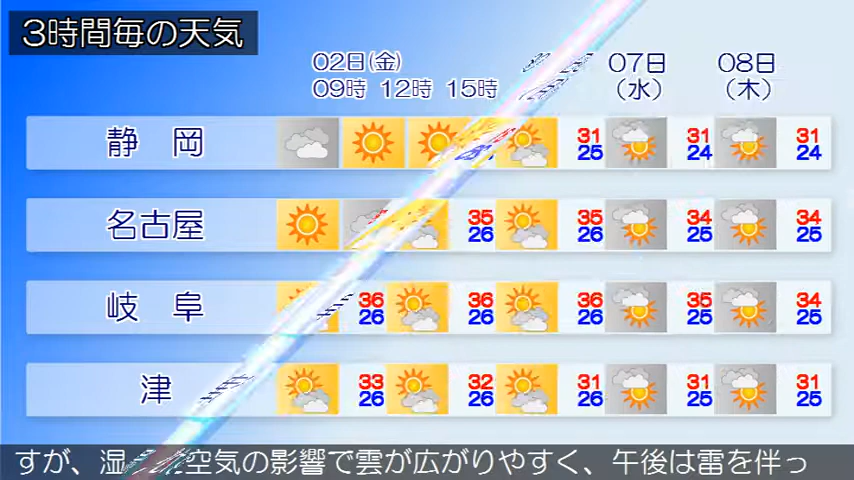 3時間毎の天気
02日(金) 07日 08日
09時 12時 15時 (水) (木)
静岡 31 31 31
25 24 24
名古屋 35 35 34 34
26 26 25 25
岐阜 36 36 36 35 34
26 26 26 25 25
津 33 32 31 31 31
26 26 26 25 25
すが、湿 空気の影響で雲が広がりやすく、午後は雷を伴っ